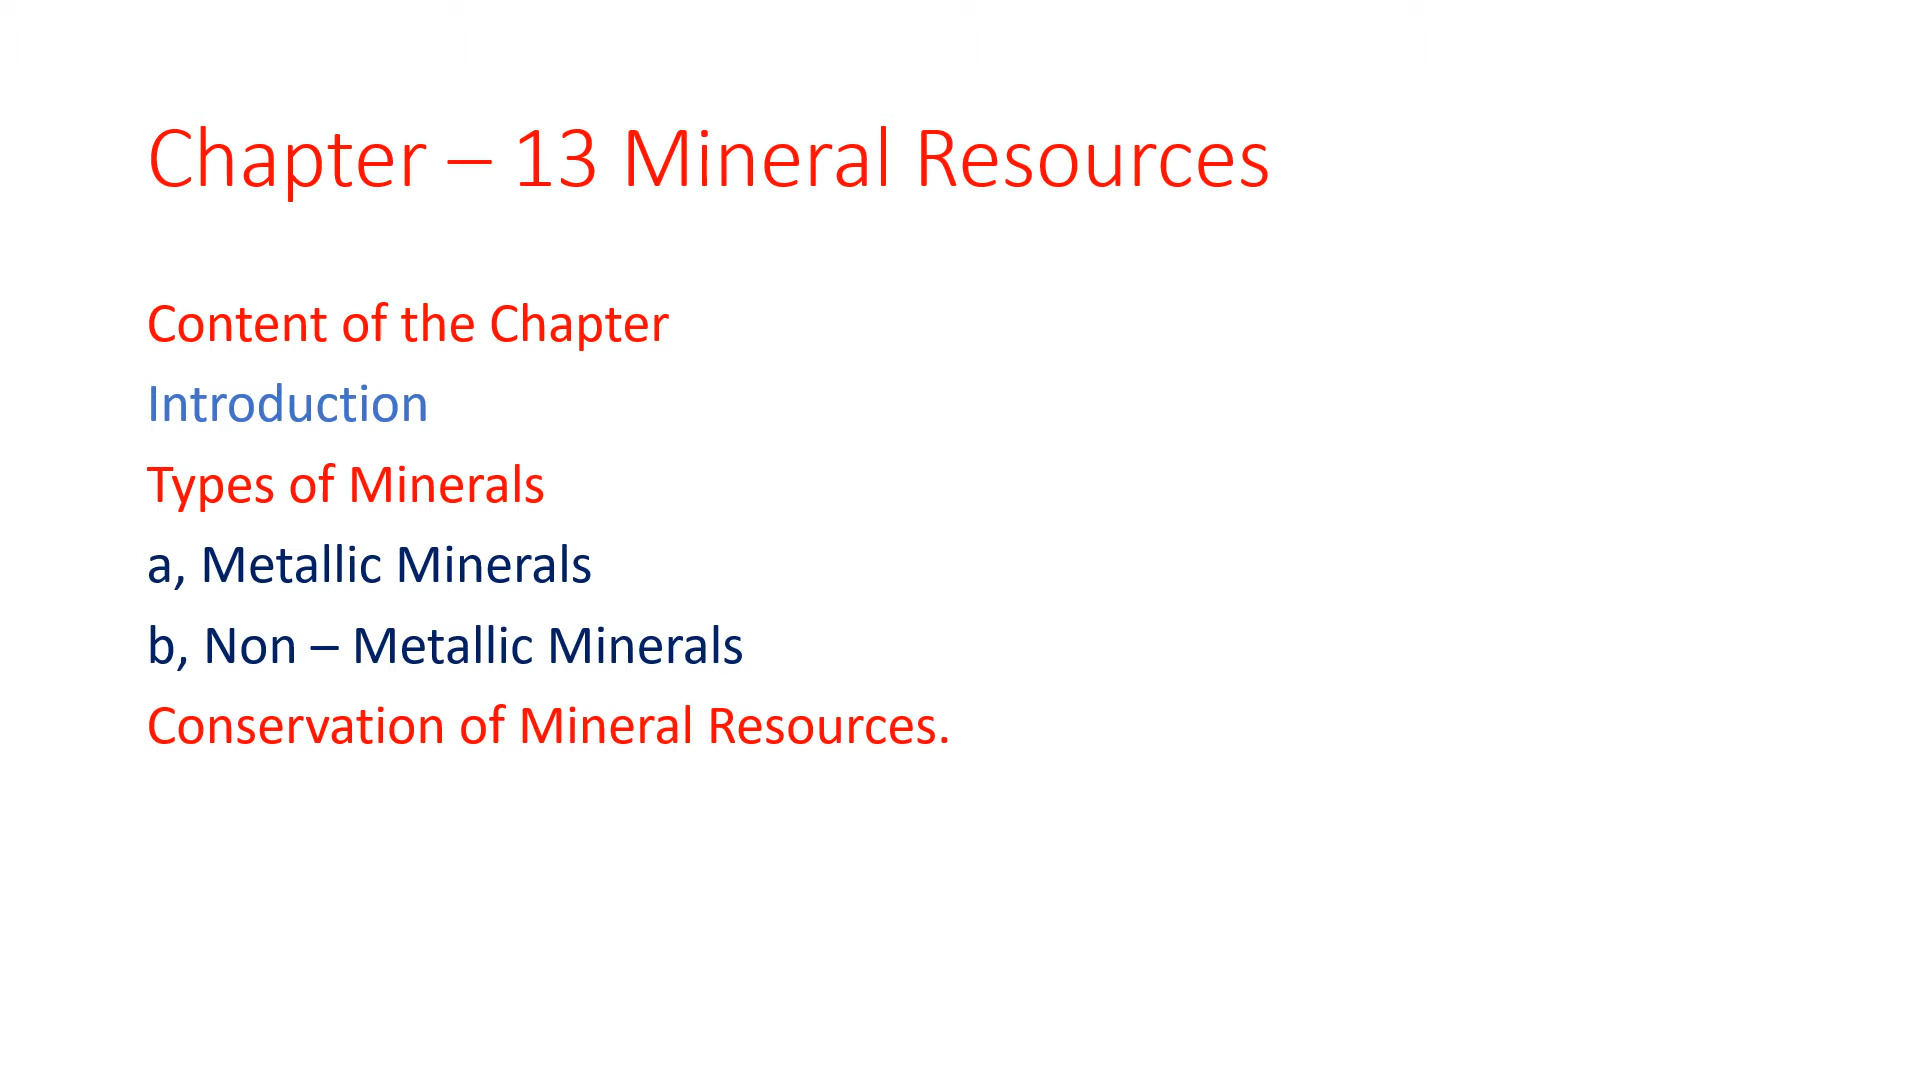 Chapter – 13 Mineral Resources
Content of the Chapter
Introduction
Types of Minerals
a, Metallic Minerals
b, Non – Metallic Minerals
Conservation of Mineral Resources.